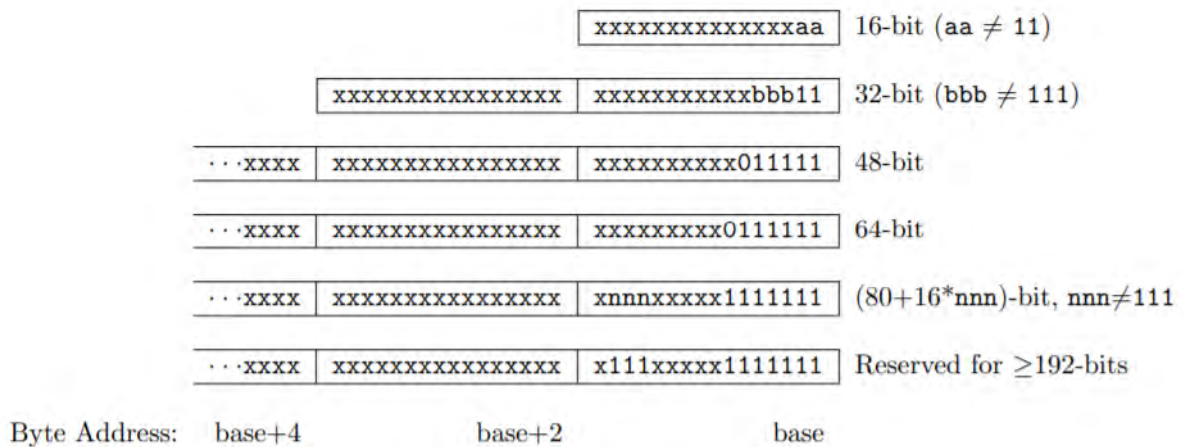 xxxxxxxxxxxxxxaa 16-bit (aa ≠ 11)
xxxxxxxxxxxxxxxx xxxxxxxxxxxbbb11 32-bit (bbb ≠ 111)
···xxxx xxxxxxxxxxxxxxxx xxxxxxxxxx011111 48-bit
···xxxx xxxxxxxxxxxxxxxx xxxxxxxxx0111111 64-bit
···xxxx xxxxxxxxxxxxxxxx xnnnxxxxx1111111 (80+16*nnn)-bit, nnn≠111
···xxxx xxxxxxxxxxxxxxxx x111xxxxx1111111 Reserved for ≥192-bits
Byte Address: base+4 base+2 base